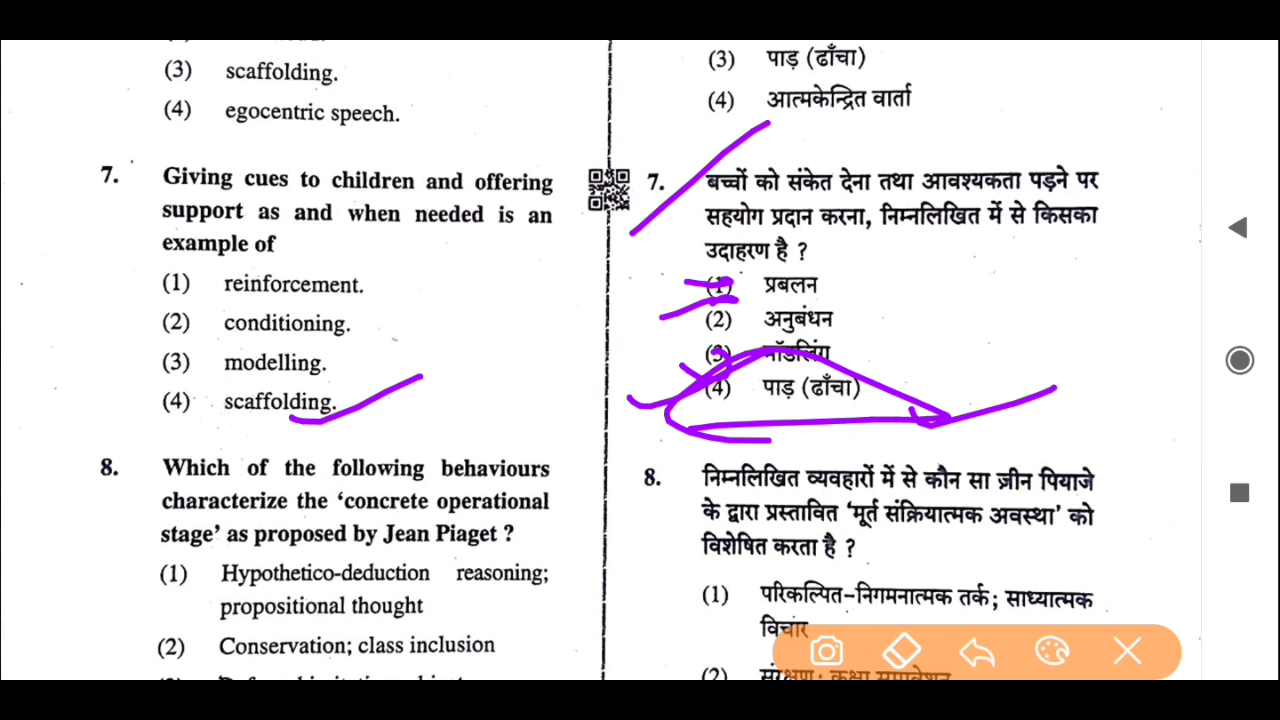 (3) scaffolding.
(4) egocentric speech.
7. Giving cues to children and offering
support as and when needed is an
example of
(1) reinforcement.
(2) conditioning.
(3) modelling.
(4) scaffolding.
8. Which of the following behaviours
characterize the ‘concrete operational
stage’ as proposed by Jean Piaget ?
(1) Hypothetico-deduction reasoning;
propositional thought
(2) Conservation; class inclusion
(3) पाड़ (ढाँचा)
(4) आत्मकेन्द्रित वार्ता
7. बच्चों को संकेत देना तथा आवश्यकता पड़ने पर
सहयोग प्रदान करना, निम्नलिखित में से किसका
उदाहरण है ?
(1) प्रबलन
(2) अनुबंधन
(3) मॉडलिंग
(4) पाड़ (ढाँचा)
8. निम्नलिखित व्यवहारों में से कौन सा ज़ीन पियाजे
के द्वारा प्रस्तावित ‘मूर्त संक्रियात्मक अवस्था’ को
विशेषित करता है ?
(1) परिकल्पित-निगमनात्मक तर्क; साध्यात्मक
विचार
(2)